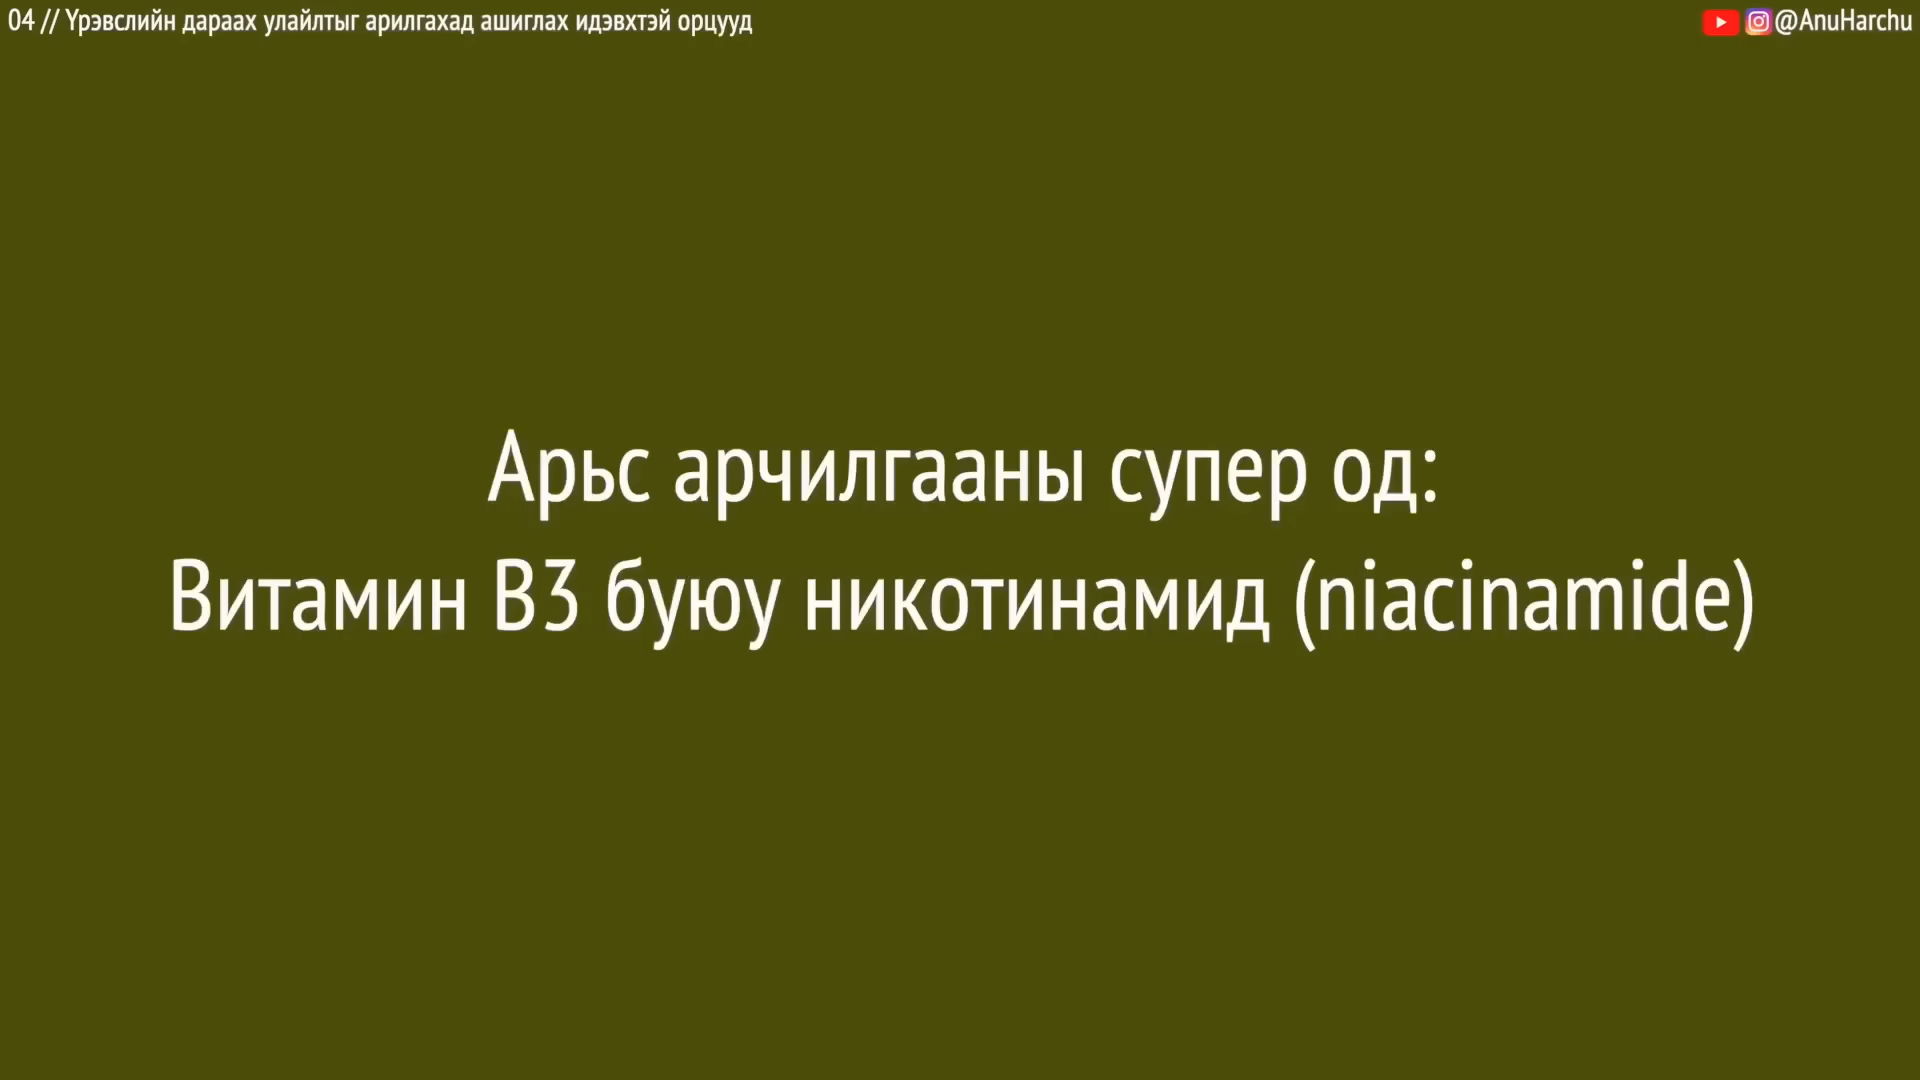 04 // Үрэвслийн дараах улайлтыг арилгахад ашиглах идэвхтэй орцууд
@AnuHarchu
Арьс арчилгааны супер од:
Витамин B3 буюу никотинамид (niacinamide)